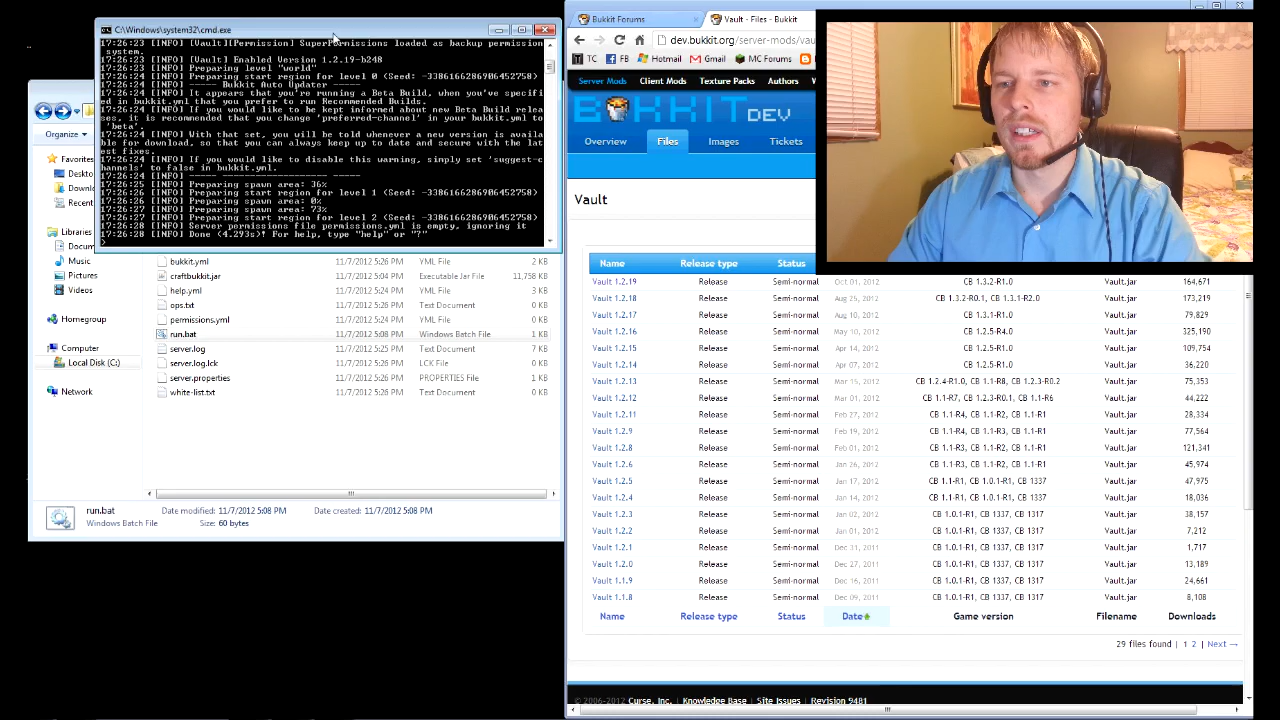 C:\Windows\system32\cmd.exe
17:26:23 [INFO] [Vault][Permission] SuperPermissions loaded as backup permission
system.
17:26:23 [INFO] [Vault] Enabled Version 1.2.19-b248
17:26:23 [INFO] Preparing level "world"
17:26:24 [INFO] Preparing start region for level 0 (Seed: -3386166286906452758)
17:26:24 [INFO] ----- Bukkit Auto Updater -----
17:26:24 [INFO] It appears that you're running a Beta Build, when you've specifi
ed in bukkit.yml that you prefer to run Recommended Builds.
17:26:24 [INFO] If you would like to be kept informed about new Beta Build relea
ses, it is recommended that you change 'preferred-channel' in your bukkit.yml to
'beta'.
17:26:24 [INFO] With that set, you will be told whenever a new version is availa
ble for download, so that you can always keep up to date and secure with the lat
est fixes.
17:26:24 [INFO] If you would like to disable this warning, simply set 'suggest-c
hannels' to false in bukkit.yml.
17:26:24 [INFO] ----- ------------------- -----
17:26:25 [INFO] Preparing spawn area: 36%
17:26:26 [INFO] Preparing start region for level 1 (Seed: -3386166286906452758)
17:26:26 [INFO] Preparing spawn area: 0%
17:26:27 [INFO] Preparing spawn area: 73%
17:26:27 [INFO] Preparing start region for level 2 (Seed: -3386166286906452758)
17:26:28 [INFO] Server permissions file permissions.yml is empty, ignoring it
17:26:28 [INFO] Done (4.293s)! For help, type "help" or "?"
>
Organize
Favorites
Desktop
Recent
Libraries
Music
Pictures
Videos
Homegroup
Computer
Local Disk (C:)
Network
bukkit.yml 11/7/2012 5:26 PM YML File 2 KB
craftbukkit.jar 11/7/2012 5:04 PM Executable Jar File 11,758 KB
help.yml 11/7/2012 5:24 PM YML File 3 KB
ops.txt 11/7/2012 5:26 PM Text Document 0 KB
permissions.yml 11/7/2012 5:24 PM YML File 0 KB
run.bat 11/7/2012 5:08 PM Windows Batch File 1 KB
server.log 11/7/2012 5:25 PM Text Document 7 KB
server.log.lck 11/7/2012 5:26 PM LCK File 0 KB
server.properties 11/7/2012 5:26 PM PROPERTIES File 1 KB
white-list.txt 11/7/2012 5:26 PM Text Document 0 KB
run.bat Date modified: 11/7/2012 5:08 PM Date created: 11/7/2012 5:08 PM
Windows Batch File Size: 60 bytes
Bukkit Forums
Vault - Files - Bukkit
dev.bukkit.org/server-mods/vau
TC FB Hotmail Gmail MC Forums
Server Mods Client Mods Texture Packs Authors
BUKKIT DEV
Overview Files Images Tickets
Vault
Name Release type Status
Vault 1.2.19 Release Semi-normal Oct 01, 2012 CB 1.3.2-R1.0 Vault.jar 164,671
Vault 1.2.18 Release Semi-normal Aug 25, 2012 CB 1.3.2-R0.1, CB 1.3.1-R2.0 Vault.jar 173,219
Vault 1.2.17 Release Semi-normal Aug 10, 2012 CB 1.3.1-R1.0 Vault.jar 79,829
Vault 1.2.16 Release Semi-normal May 10, 2012 CB 1.2.5-R4.0 Vault.jar 325,190
Vault 1.2.15 Release Semi-normal Apr 14, 2012 CB 1.2.5-R1.0 Vault.jar 109,754
Vault 1.2.14 Release Semi-normal Apr 07, 2012 CB 1.2.5-R1.0 Vault.jar 36,220
Vault 1.2.13 Release Semi-normal Mar 15, 2012 CB 1.2.4-R1.0, CB 1.1-R8, CB 1.2.3-R0.2 Vault.jar 75,353
Vault 1.2.12 Release Semi-normal Mar 01, 2012 CB 1.1-R7, CB 1.2.3-R0.1, CB 1.1-R6 Vault.jar 44,222
Vault 1.2.11 Release Semi-normal Feb 27, 2012 CB 1.1-R4, CB 1.1-R2, CB 1.1-R1 Vault.jar 28,334
Vault 1.2.9 Release Semi-normal Feb 19, 2012 CB 1.1-R4, CB 1.1-R3, CB 1.1-R2 Vault.jar 77,564
Vault 1.2.8 Release Semi-normal Feb 01, 2012 CB 1.1-R3, CB 1.1-R2, CB 1.1-R1 Vault.jar 121,341
Vault 1.2.6 Release Semi-normal Jan 26, 2012 CB 1.1-R3, CB 1.1-R2, CB 1.1-R1 Vault.jar 45,974
Vault 1.2.5 Release Semi-normal Jan 17, 2012 CB 1.1-R1, CB 1.0.1-R1, CB 1337 Vault.jar 47,975
Vault 1.2.4 Release Semi-normal Jan 14, 2012 CB 1.1-R1, CB 1.0.1-R1, CB 1337 Vault.jar 18,036
Vault 1.2.3 Release Semi-normal Jan 02, 2012 CB 1.0.1-R1, CB 1337, CB 1317 Vault.jar 38,157
Vault 1.2.2 Release Semi-normal Jan 01, 2012 CB 1.0.1-R1, CB 1337, CB 1317 Vault.jar 7,212
Vault 1.2.1 Release Semi-normal Dec 31, 2011 CB 1.0.1-R1, CB 1337, CB 1317 Vault.jar 1,717
Vault 1.2.0 Release Semi-normal Dec 27, 2011 CB 1.0.1-R1, CB 1337, CB 1317 Vault.jar 13,189
Vault 1.1.9 Release Semi-normal Dec 16, 2011 CB 1.0.1-R1, CB 1337, CB 1317 Vault.jar 24,661
Vault 1.1.8 Release Semi-normal Dec 09, 2011 CB 1.0.1-R1, CB 1337, CB 1317 Vault.jar 8,108
Name Release type Status Date Game version Filename Downloads
29 files found | 1 2 | Next →
© 2006-2012 Curse, Inc. | Knowledge Base | Site Issues | Revision 9481